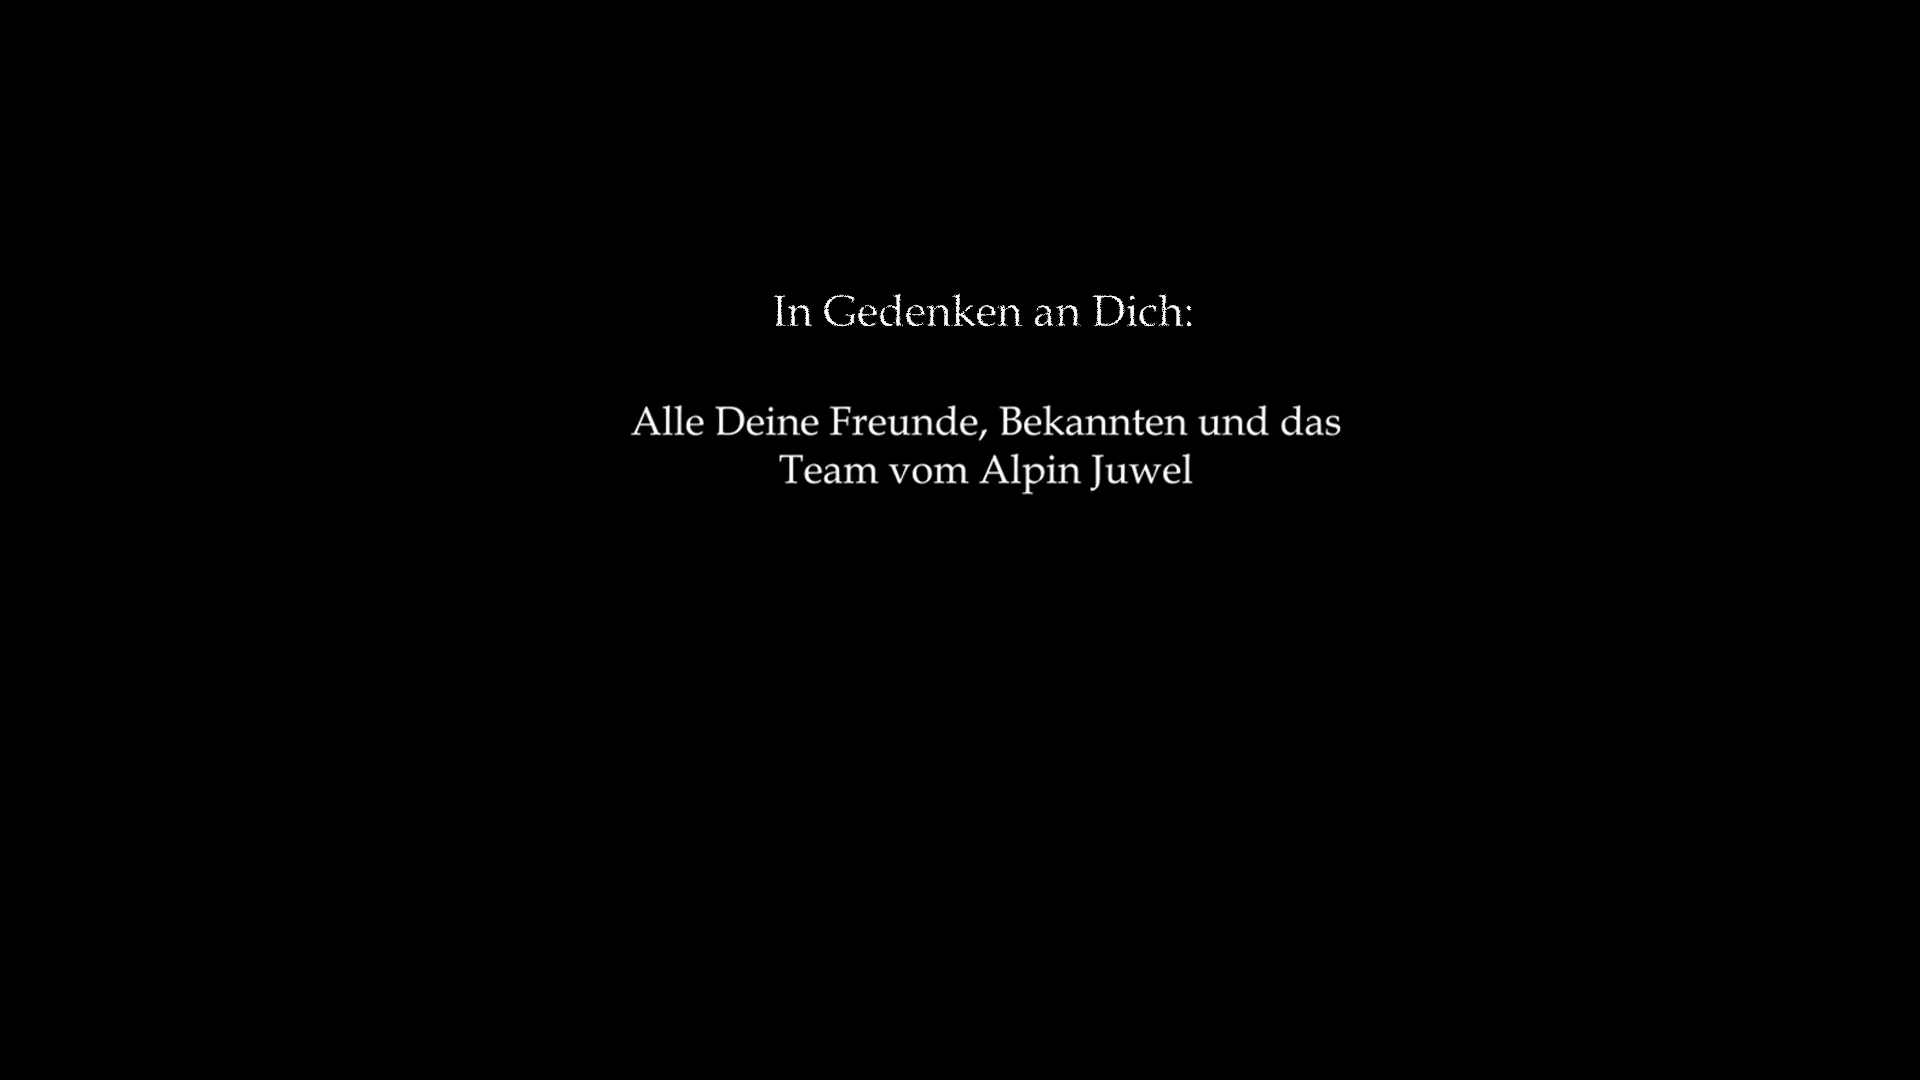 In Gedenken an Dich:
Alle Deine Freunde, Bekannten und das
Team vom Alpin Juwel